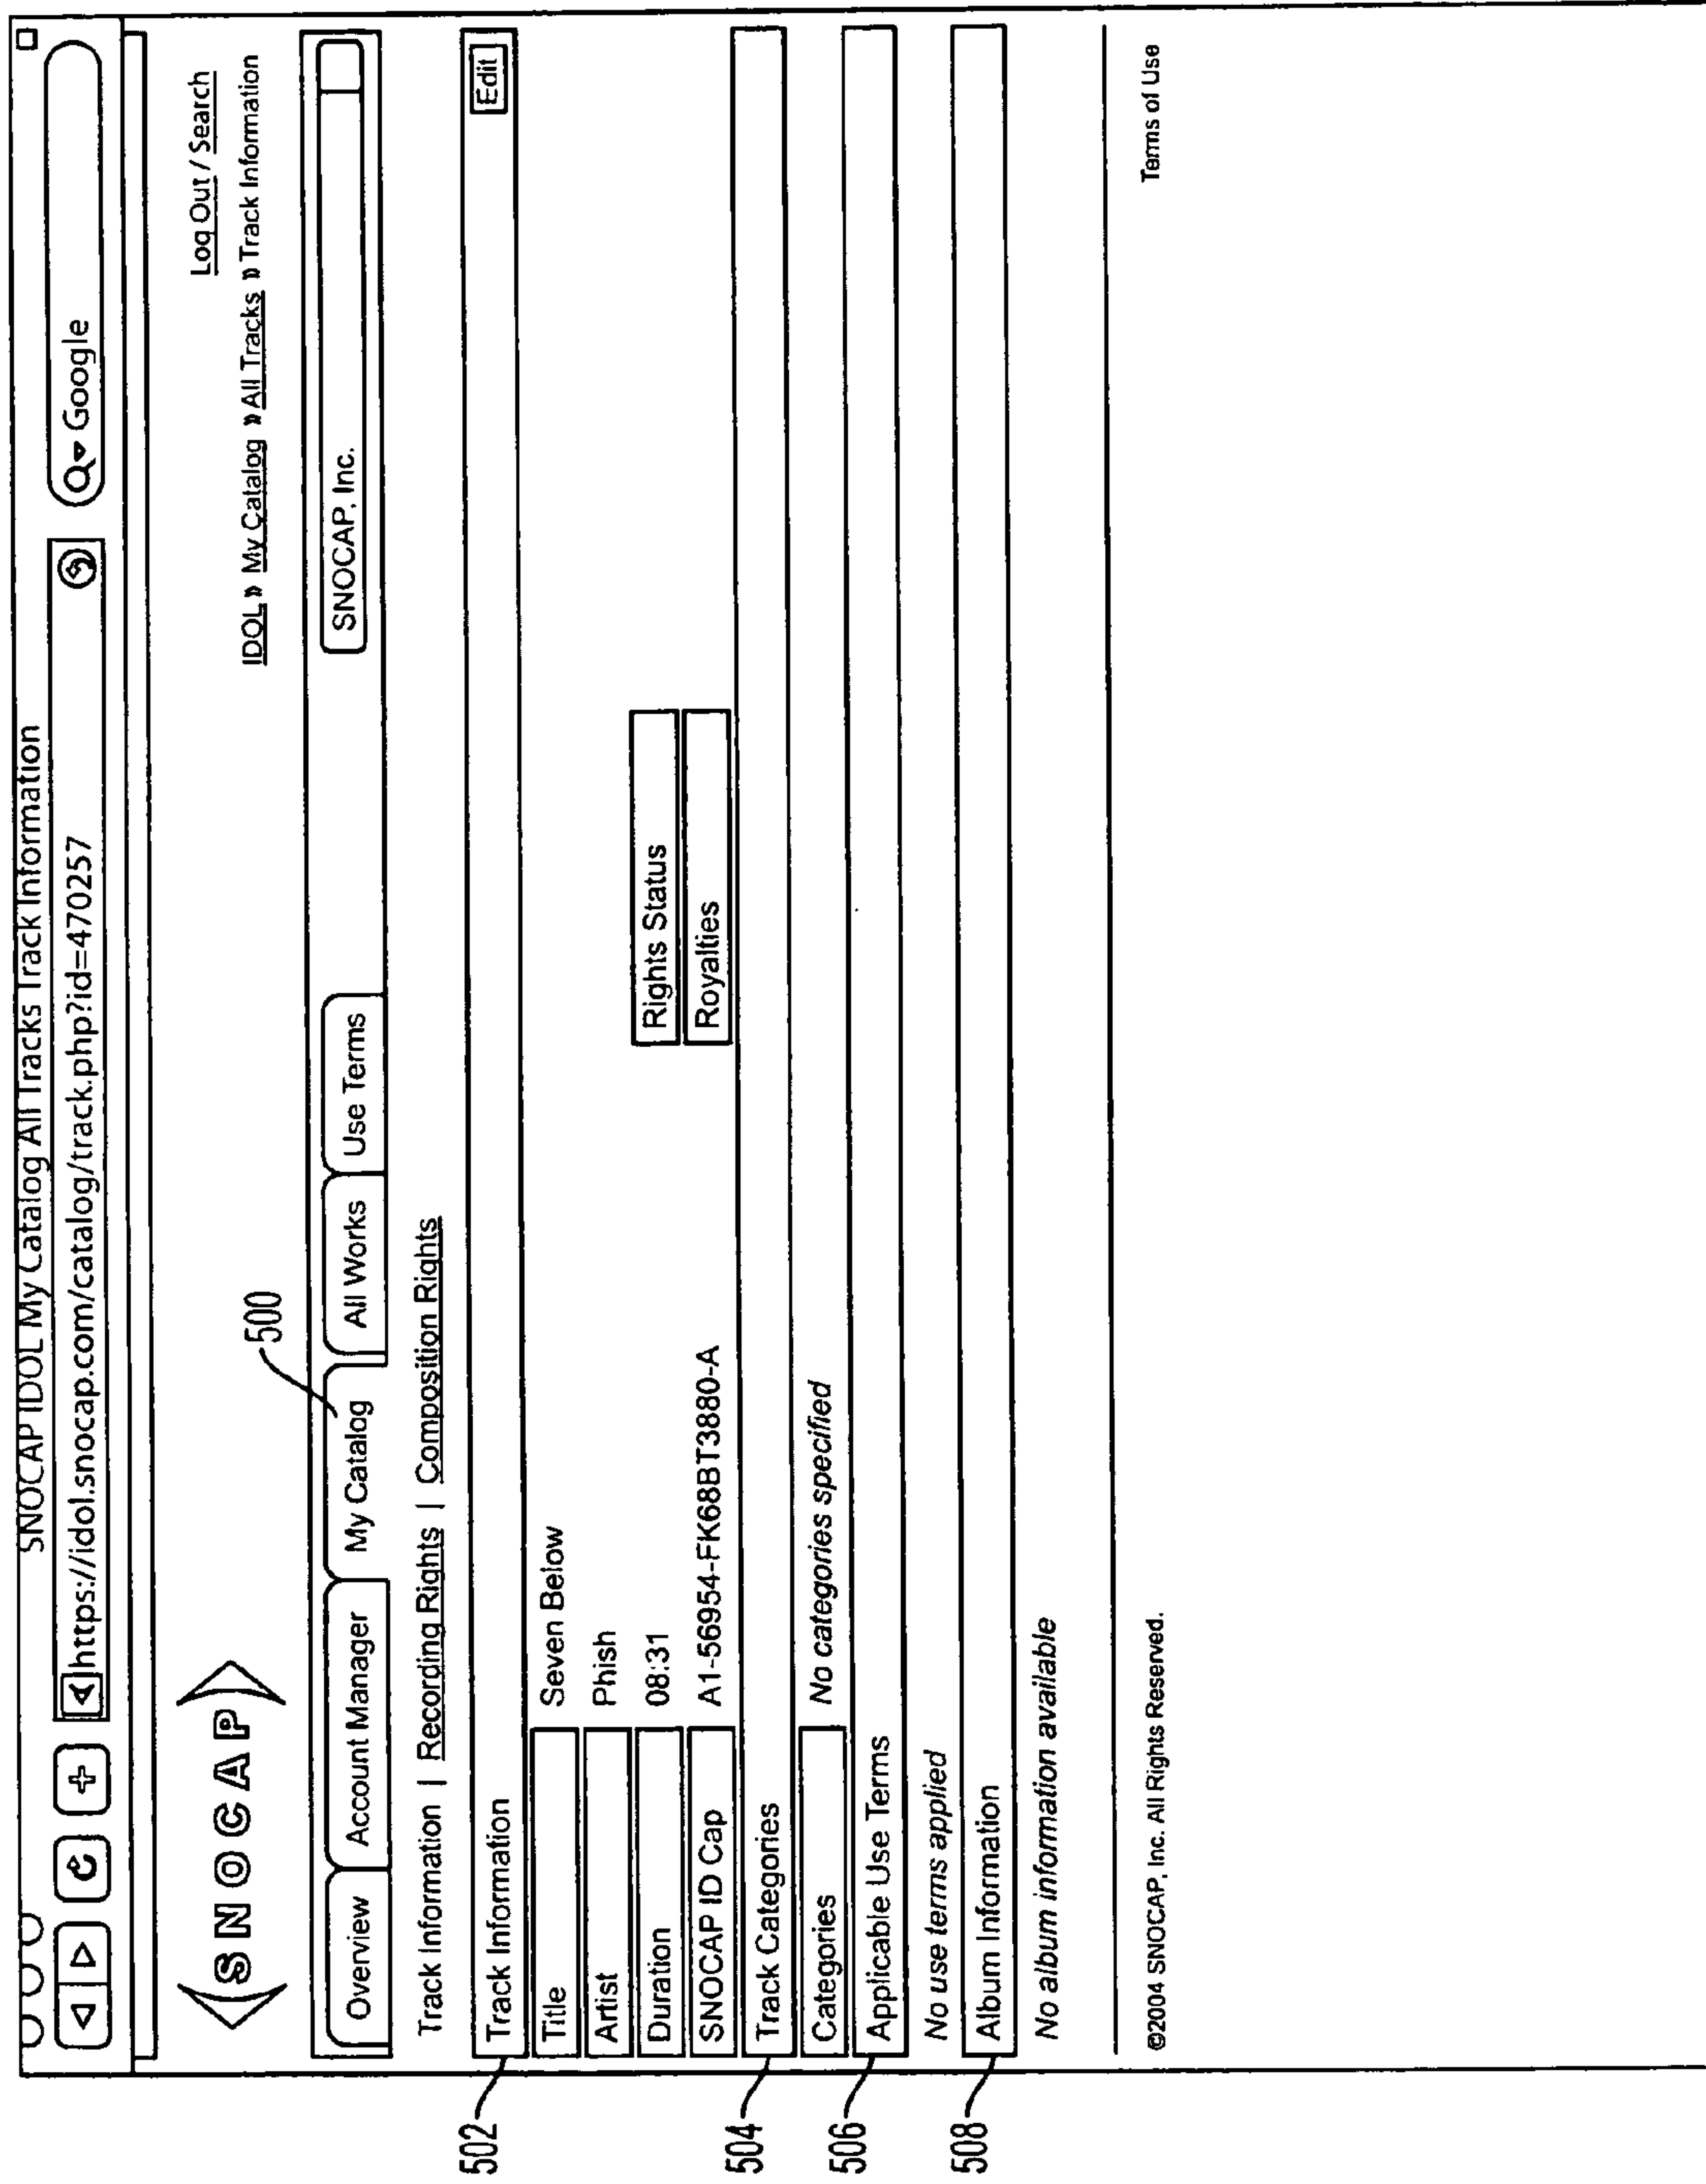 SNOCAP IDOL My Catalog All Tracks Track Information
https://idol.snocap.com/catalog/track.php?id=470257
Google
SNOCAP
Log Out / Search
IDOL » My Catalog » All Tracks » Track Information
500
Overview Account Manager My Catalog All Works Use Terms SNOCAP, Inc.
Track Information | Recording Rights | Composition Rights
502 Track Information Edit
Title Seven Below
Artist Phish
Duration 08:31 Rights Status
SNOCAP ID Cap A1-56954-FK68BT3880-A Royalties
504 Track Categories
Categories No categories specified
506 Applicable Use Terms
No use terms applied
508 Album Information
No album information available
©2004 SNOCAP, Inc. All Rights Reserved. Terms of Use